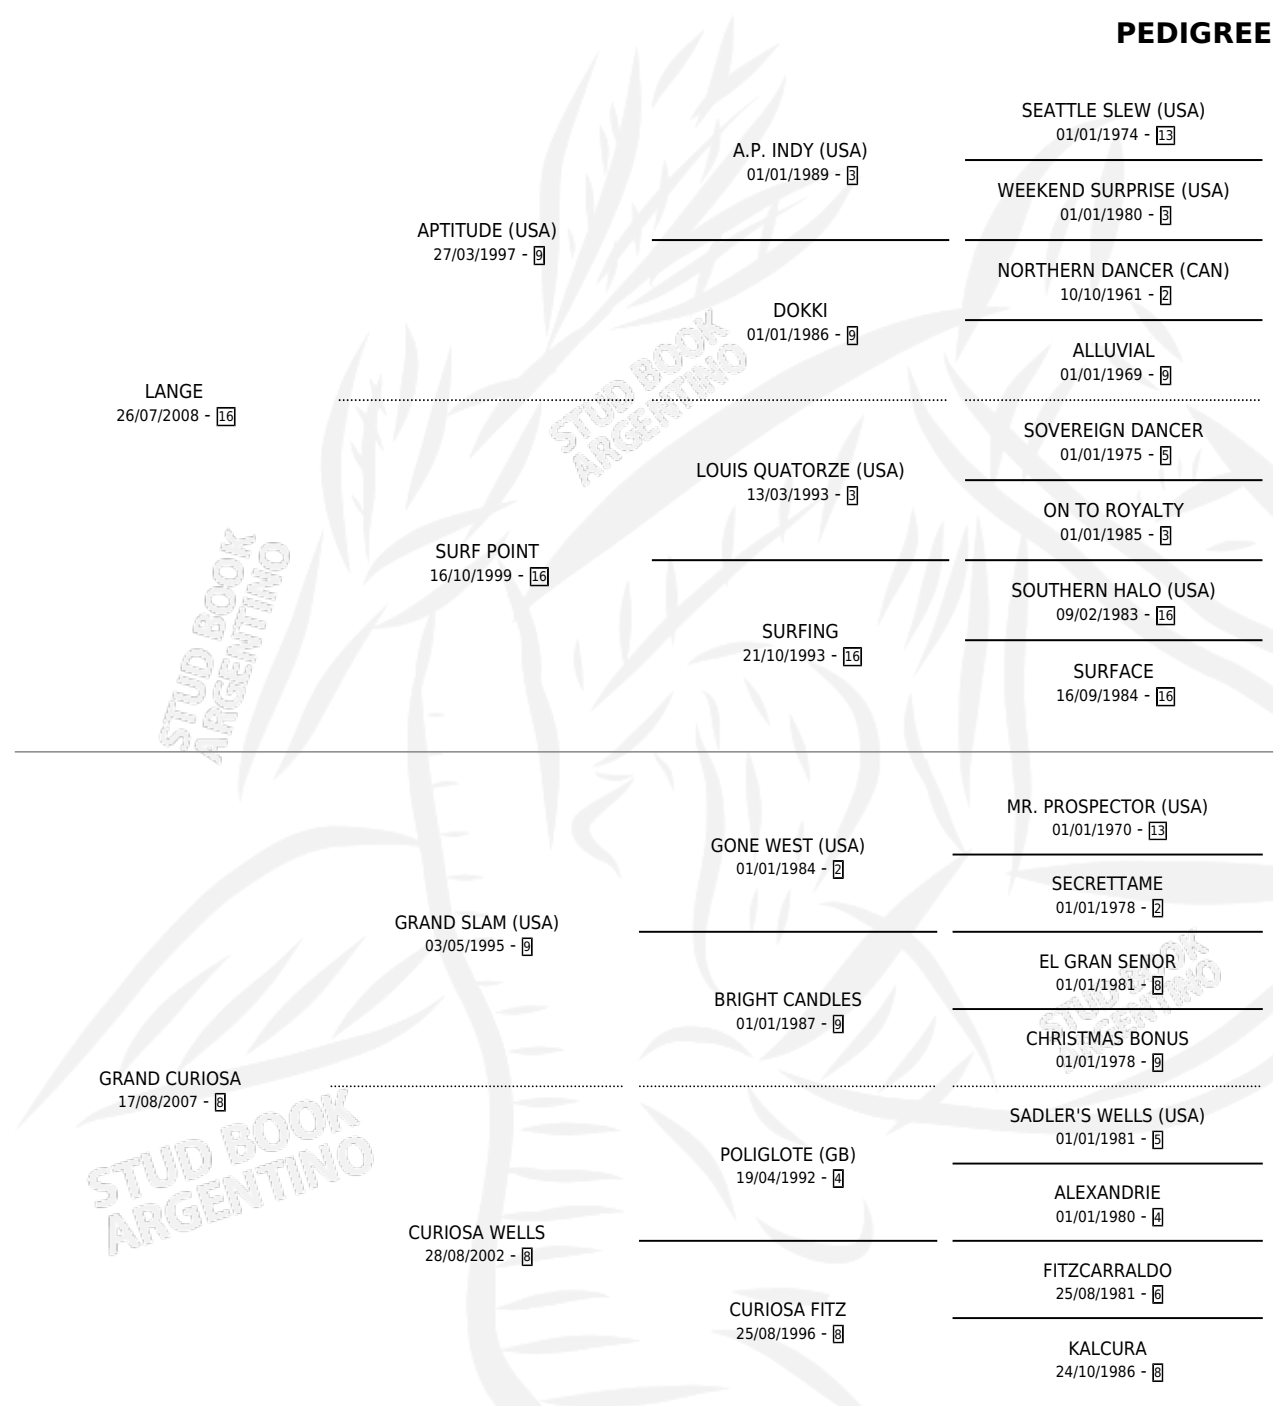 PEDIGREE
LANGE
26/07/2008 - 16
APTITUDE (USA)
27/03/1997 - 9
SURF POINT
16/10/1999 - 16
A.P. INDY (USA)
01/01/1989 - 3
DOKKI
01/01/1986 - 9
LOUIS QUATORZE (USA)
13/03/1993 - 3
SURFING
21/10/1993 - 16
SEATTLE SLEW (USA)
01/01/1974 - 13
WEEKEND SURPRISE (USA)
01/01/1980 - 3
NORTHERN DANCER (CAN)
10/10/1961 - 2
ALLUVIAL
01/01/1969 - 9
SOVEREIGN DANCER
01/01/1975 - 5
ON TO ROYALTY
01/01/1985 - 3
SOUTHERN HALO (USA)
09/02/1983 - 16
SURFACE
16/09/1984 - 16
GRAND CURIOSA
17/08/2007 - 8
GRAND SLAM (USA)
03/05/1995 - 9
CURIOSA WELLS
28/08/2002 - 8
GONE WEST (USA)
01/01/1984 - 2
BRIGHT CANDLES
01/01/1987 - 9
POLIGLOTE (GB)
19/04/1992 - 4
CURIOSA FITZ
25/08/1996 - 8
MR. PROSPECTOR (USA)
01/01/1970 - 13
SECRETTAME
01/01/1978 - 2
EL GRAN SENOR
01/01/1981 - 8
CHRISTMAS BONUS
01/01/1978 - 9
SADLER'S WELLS (USA)
01/01/1981 - 5
ALEXANDRIE
01/01/1980 - 4
FITZCARRALDO
25/08/1981 - 6
KALCURA
24/10/1986 - 8
STUD BOOK
ARGENTINO
STUD BOOK
ARGENTINO
STUD BOOK
ARGENTINO
STUD BOOK
ARGENTINO